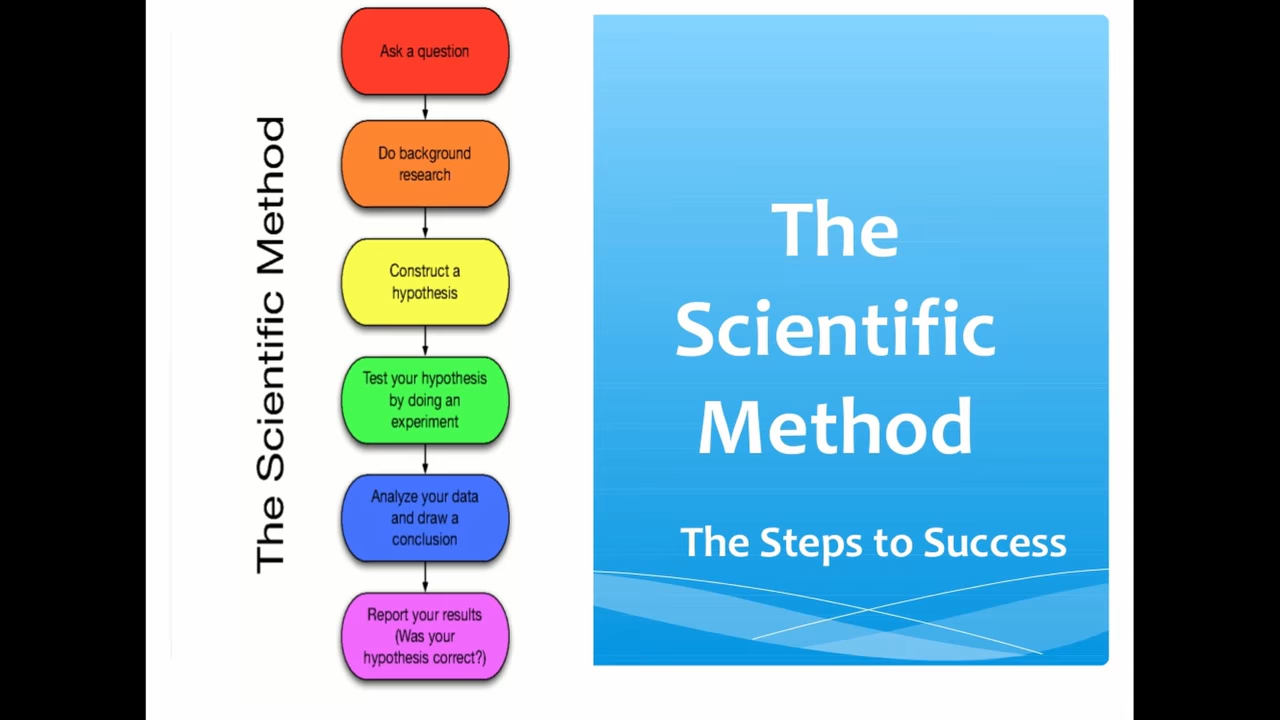 The Scientific Method
Ask a question
Do background
research
Construct a
hypothesis
Test your hypothesis
by doing an
experiment
Analyze your data
and draw a
conclusion
Report your results
(Was your
hypothesis correct?)
The
Scientific
Method
The Steps to Success